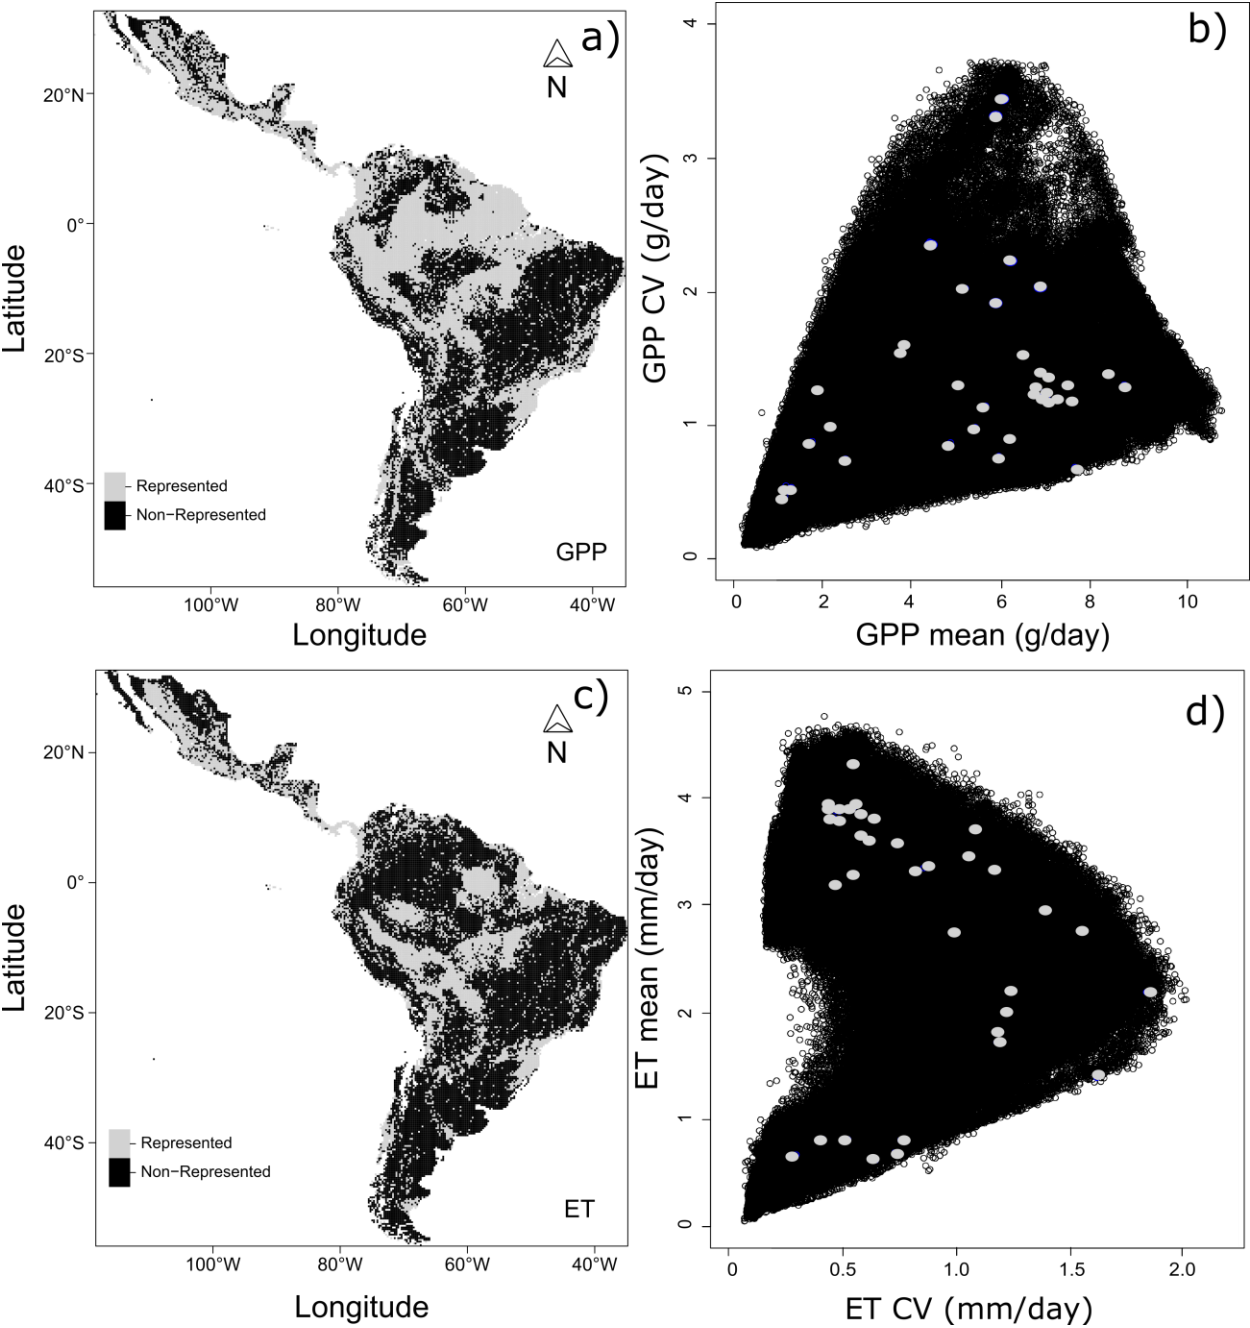 a)
N
20°N
0°
20°S
40°S
Latitude
Represented
Non−Represented
GPP
100°W 80°W 60°W 40°W
Longitude
b)
4
3
2
1
0
GPP CV (g/day)
0 2 4 6 8 10
GPP mean (g/day)
c)
N
20°N
0°
20°S
40°S
Latitude
Represented
Non−Represented
ET
100°W 80°W 60°W 40°W
Longitude
d)
5
4
3
2
1
0
ET mean (mm/day)
0 0.5 1.0 1.5 2.0
ET CV (mm/day)